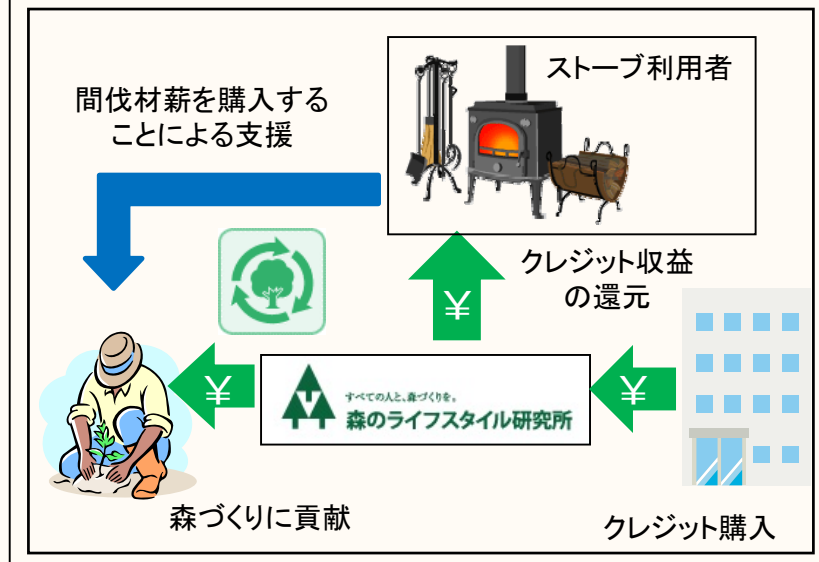 ストーブ利用者
間伐材薪を購入する
ことによる支援
クレジット収益
の還元
¥
¥
¥
すべての人と、森づくりを。
森のライフスタイル研究所
森づくりに貢献
クレジット購入